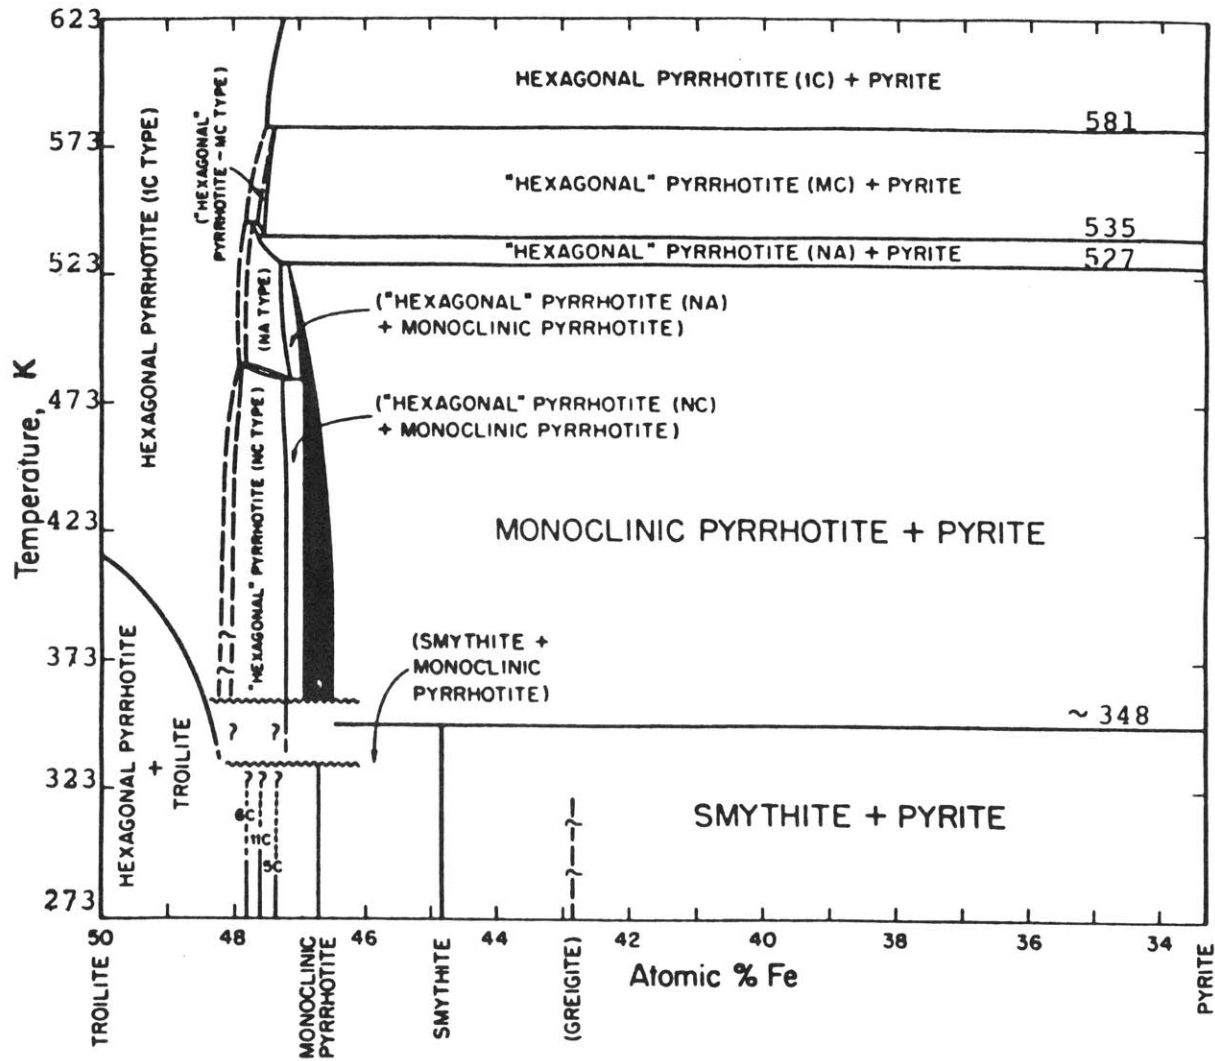 623
573
523
473
423
373
323
273
Temperature, K
HEXAGONAL PYRRHOTITE (1C TYPE)
("HEXAGONAL"
PYRRHOTITE – MC TYPE)
HEXAGONAL PYRRHOTITE (1C) + PYRITE
581
"HEXAGONAL" PYRRHOTITE (MC) + PYRITE
535
"HEXAGONAL" PYRRHOTITE (NA) + PYRITE
527
(NA TYPE)
("HEXAGONAL" PYRRHOTITE (NA)
+ MONOCLINIC PYRRHOTITE)
("HEXAGONAL" PYRRHOTITE (NC)
+ MONOCLINIC PYRRHOTITE)
"HEXAGONAL" PYRRHOTITE (NC TYPE)
MONOCLINIC PYRRHOTITE + PYRITE
(SMYTHITE +
MONOCLINIC
PYRRHOTITE)
~ 348
? ?
? ?
HEXAGONAL PYRRHOTITE
+
TROILITE
? ? ?
6C
11C
5C
?
?
SMYTHITE + PYRITE
50 48 46 44 42 40 38 36 34
Atomic % Fe
TROILITE
MONOCLINIC
PYRRHOTITE
SMYTHITE
(GREIGITE)
PYRITE